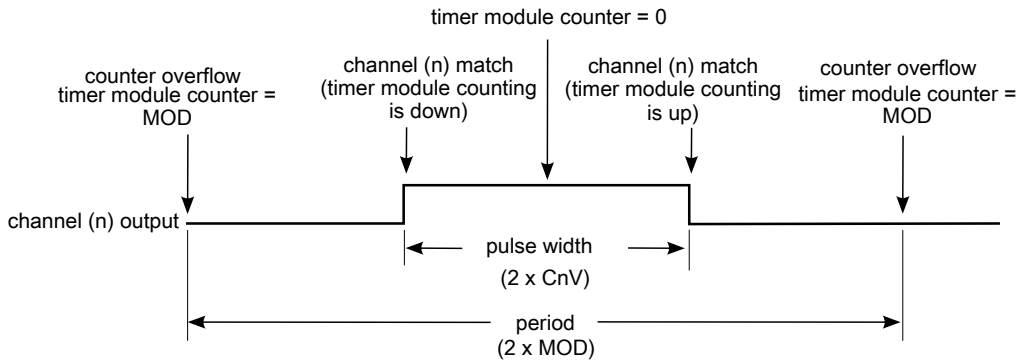 timer module counter = 0
counter overflow
timer module counter =
MOD
channel (n) match
(timer module counting
is down)
channel (n) match
(timer module counting
is up)
counter overflow
timer module counter =
MOD
channel (n) output
pulse width
(2 x CnV)
period
(2 x MOD)